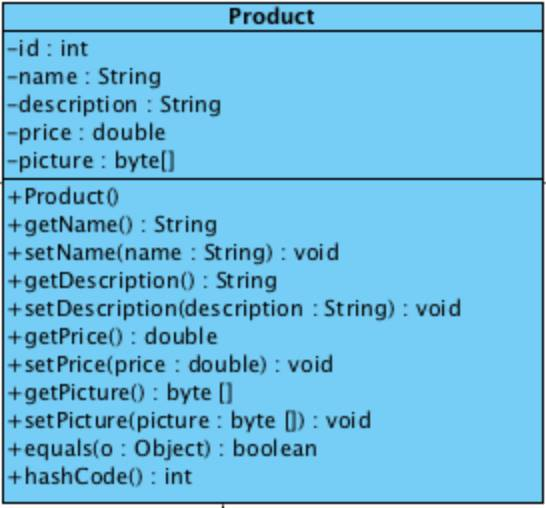 Product
-id : int
-name : String
-description : String
-price : double
-picture : byte[]
+Product()
+getName() : String
+setName(name : String) : void
+getDescription() : String
+setDescription(description : String) : void
+getPrice() : double
+setPrice(price : double) : void
+getPicture() : byte []
+setPicture(picture : byte []) : void
+equals(o : Object) : boolean
+hashCode() : int